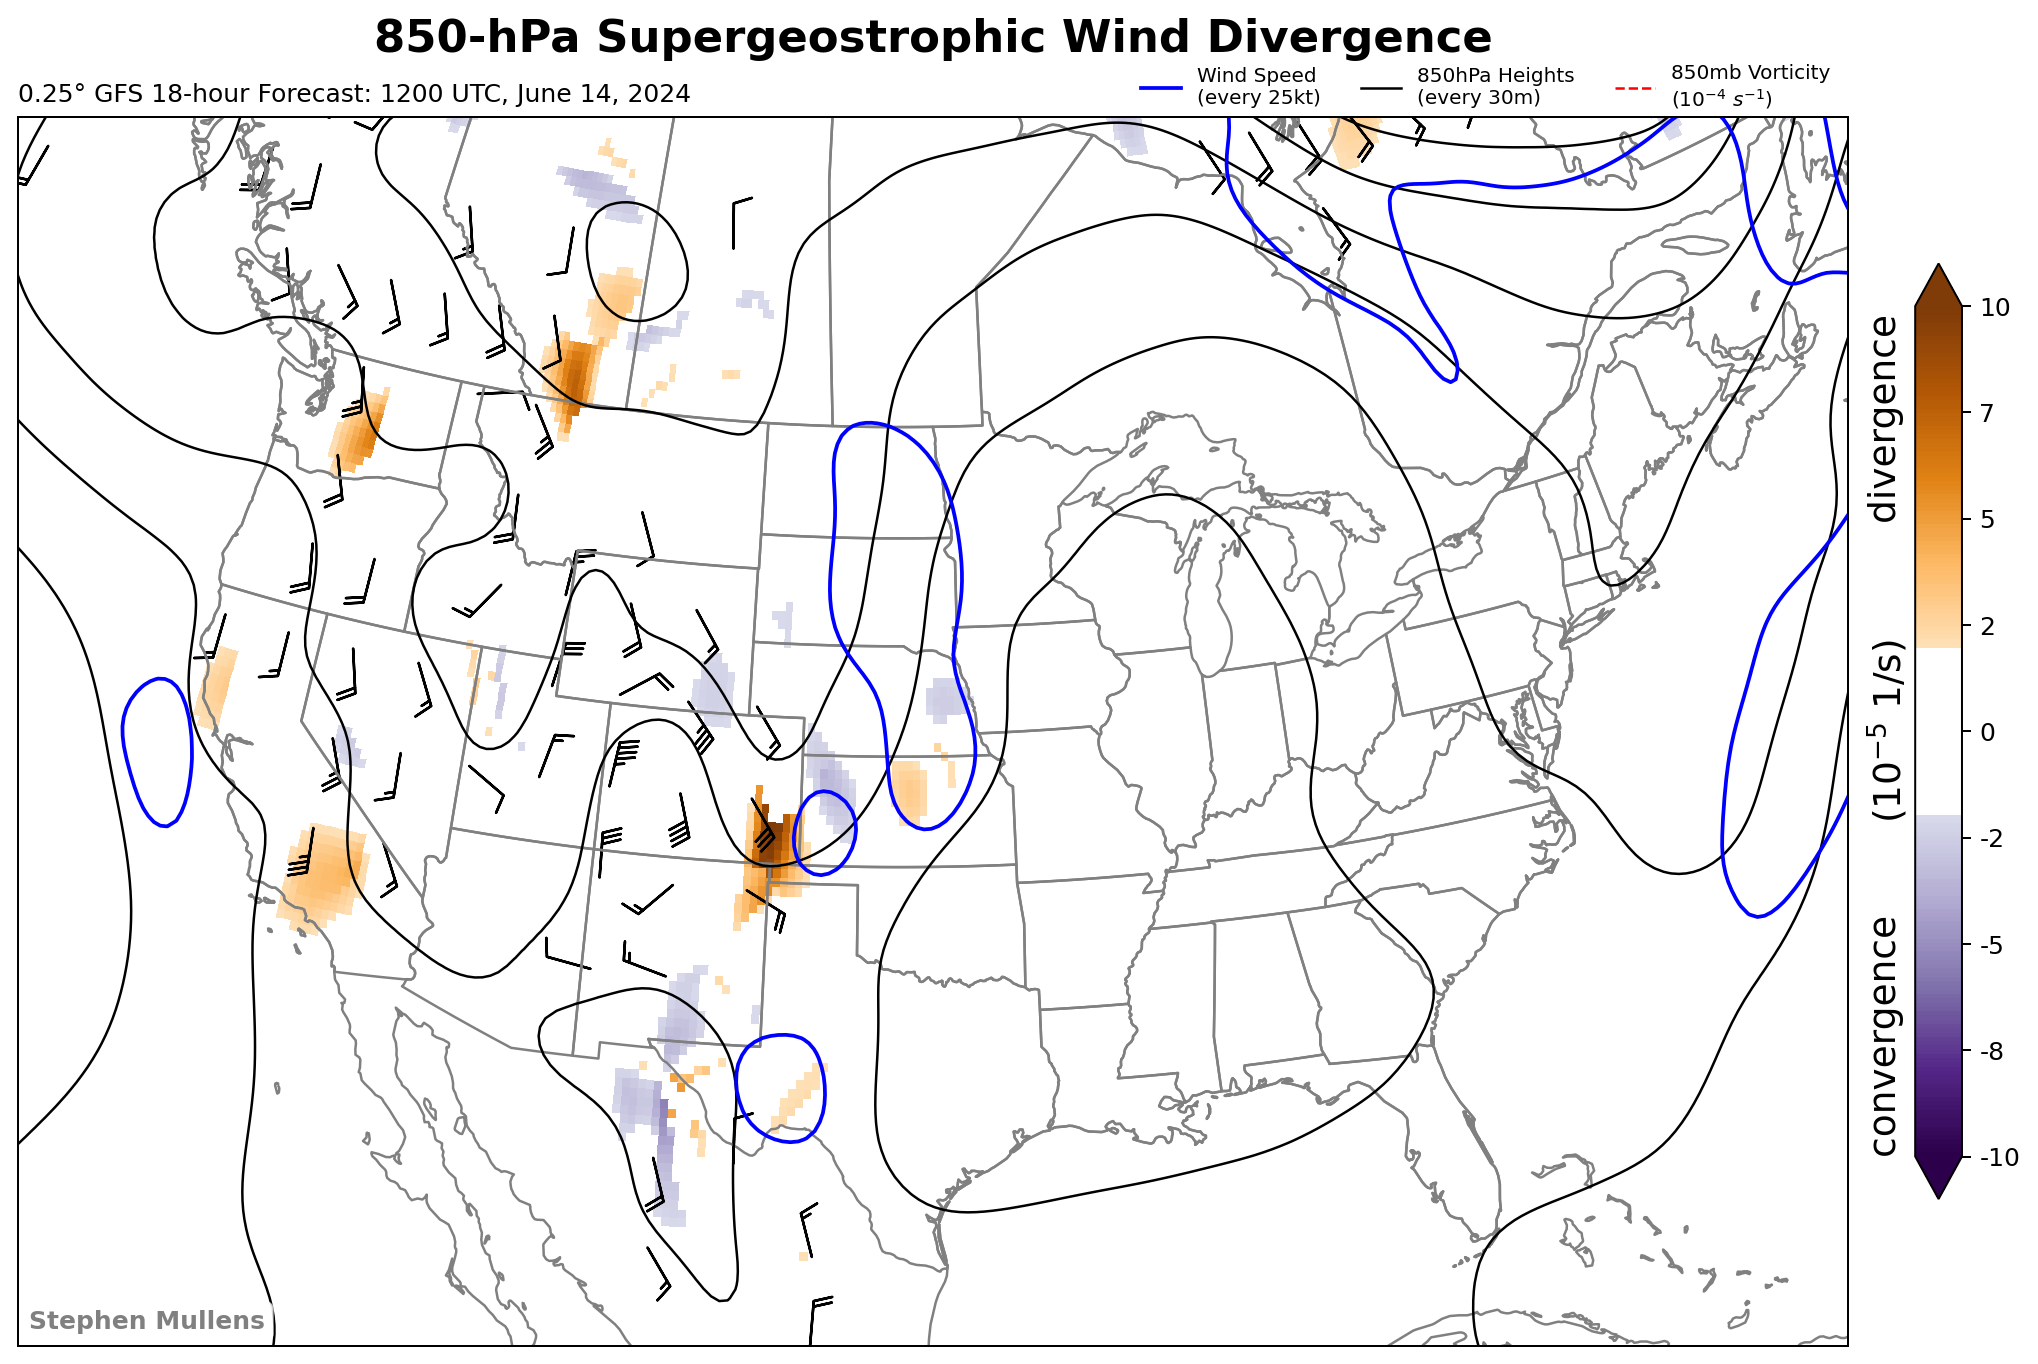 850-hPa Supergeostrophic Wind Divergence
0.25° GFS 18-hour Forecast: 1200 UTC, June 14, 2024
Wind Speed
(every 25kt)
850hPa Heights
(every 30m)
850mb Vorticity
(10⁻⁴ s⁻¹)
10
7
5
2
0
-2
-5
-8
-10
convergence (10⁻⁵ 1/s) divergence
Stephen Mullens